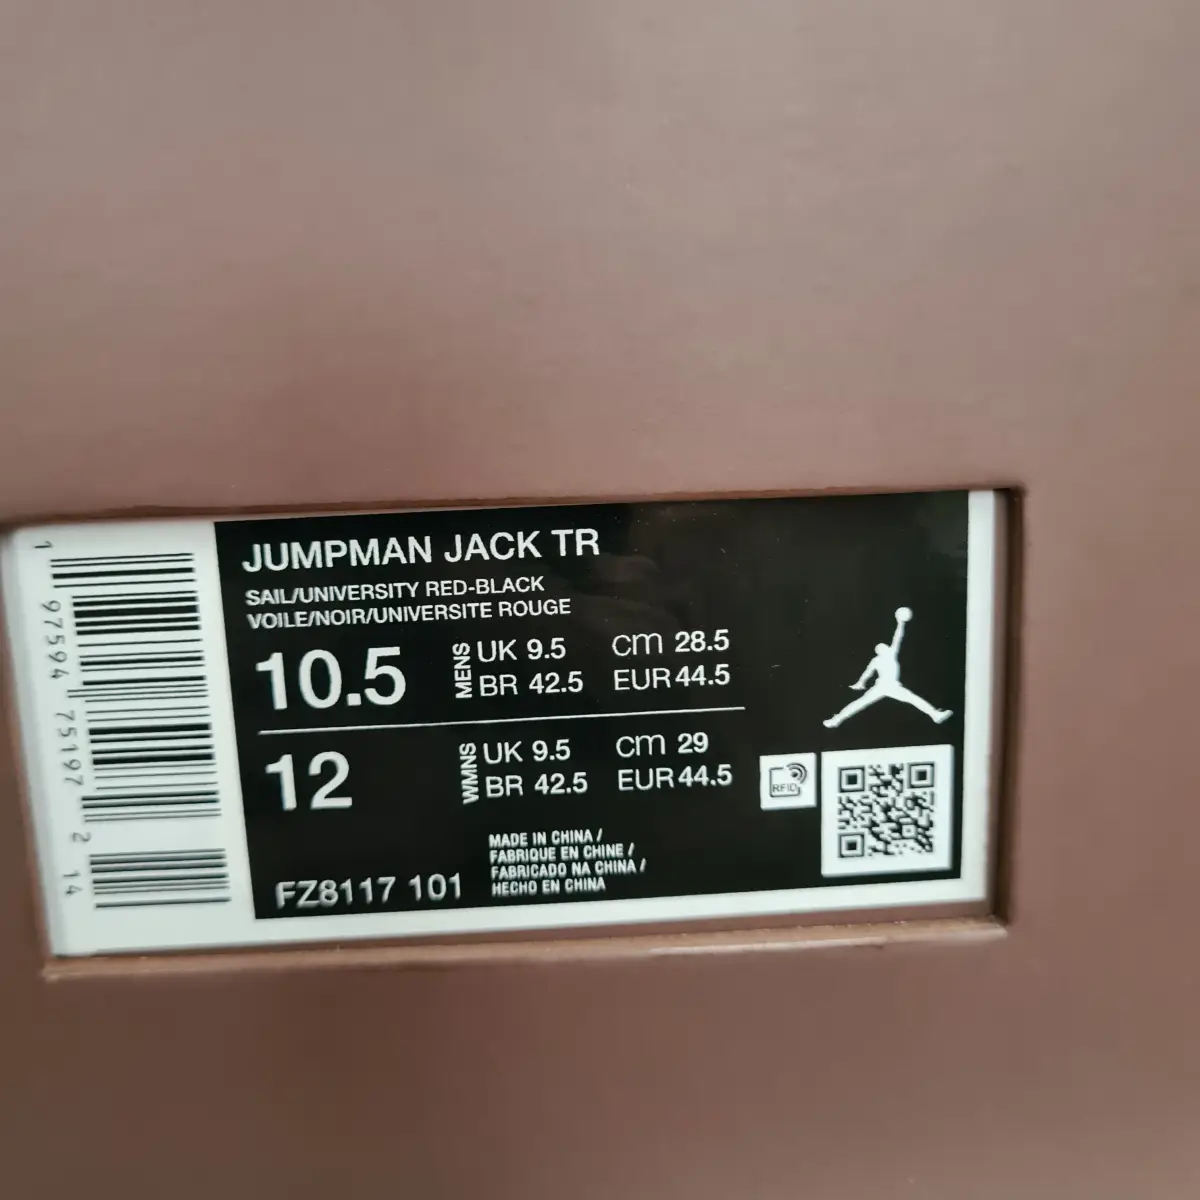 1 97594 75197 2 14
JUMPMAN JACK TR
SAIL/UNIVERSITY RED-BLACK
VOILE/NOIR/UNIVERSITE ROUGE
10.5 MENS UK 9.5 cm 28.5
BR 42.5 EUR 44.5
12 WMNS UK 9.5 cm 29
BR 42.5 EUR 44.5
RFID
MADE IN CHINA /
FABRIQUE EN CHINE /
FABRICADO NA CHINA /
HECHO EN CHINA
FZ8117 101